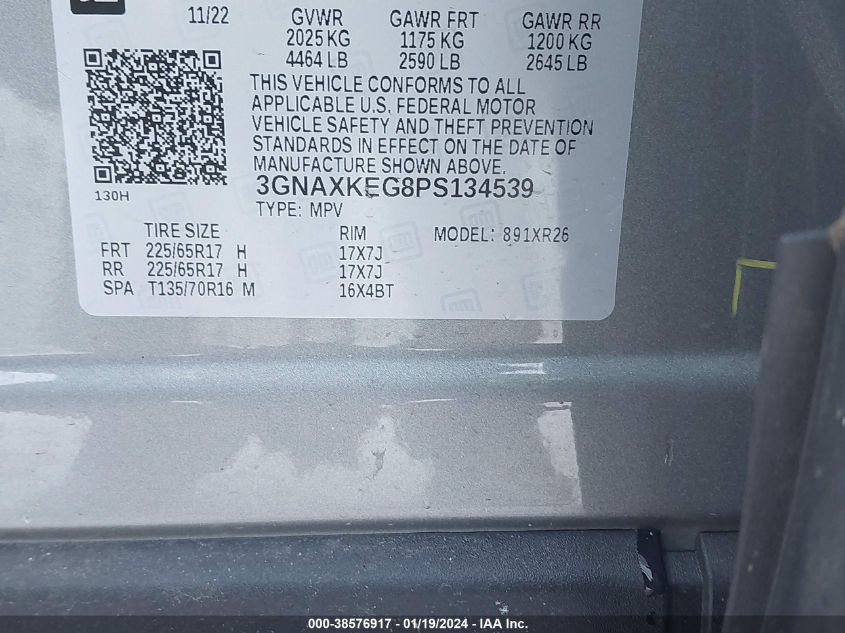 11/22 GVWR GAWR FRT GAWR RR
2025 KG 1175 KG 1200 KG
4464 LB 2590 LB 2645 LB
THIS VEHICLE CONFORMS TO ALL
APPLICABLE U.S. FEDERAL MOTOR
VEHICLE SAFETY AND THEFT PREVENTION
STANDARDS IN EFFECT ON THE DATE OF
MANUFACTURE SHOWN ABOVE.
3GNAXKEG8PS134539
130H
TYPE: MPV
TIRE SIZE RIM MODEL: 891XR26
FRT 225/65R17 H 17X7J
RR 225/65R17 H 17X7J
SPA T135/70R16 M 16X4BT
000-38576917 - 01/19/2024 - IAA Inc.